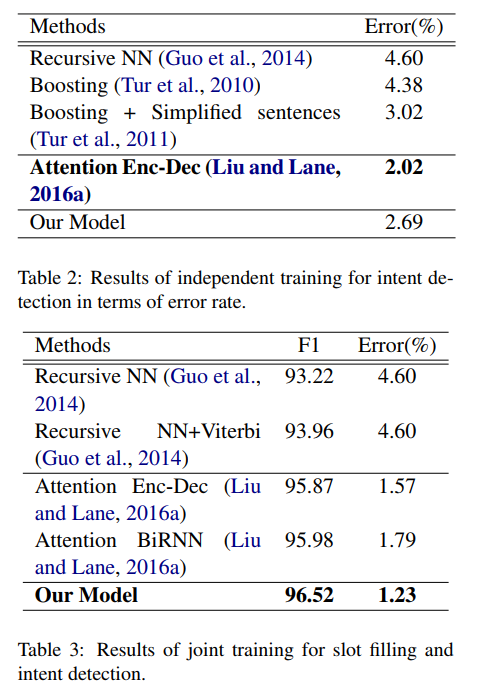 Methods Error(%)
Recursive NN (Guo et al., 2014) 4.60
Boosting (Tur et al., 2010) 4.38
Boosting + Simplified sentences 3.02
(Tur et al., 2011)
Attention Enc-Dec (Liu and Lane, 2.02
2016a)
Our Model 2.69
Table 2: Results of independent training for intent de-
tection in terms of error rate.
Methods F1 Error(%)
Recursive NN (Guo et al., 93.22 4.60
2014)
Recursive NN+Viterbi 93.96 4.60
(Guo et al., 2014)
Attention Enc-Dec (Liu 95.87 1.57
and Lane, 2016a)
Attention BiRNN (Liu 95.98 1.79
and Lane, 2016a)
Our Model 96.52 1.23
Table 3: Results of joint training for slot filling and
intent detection.